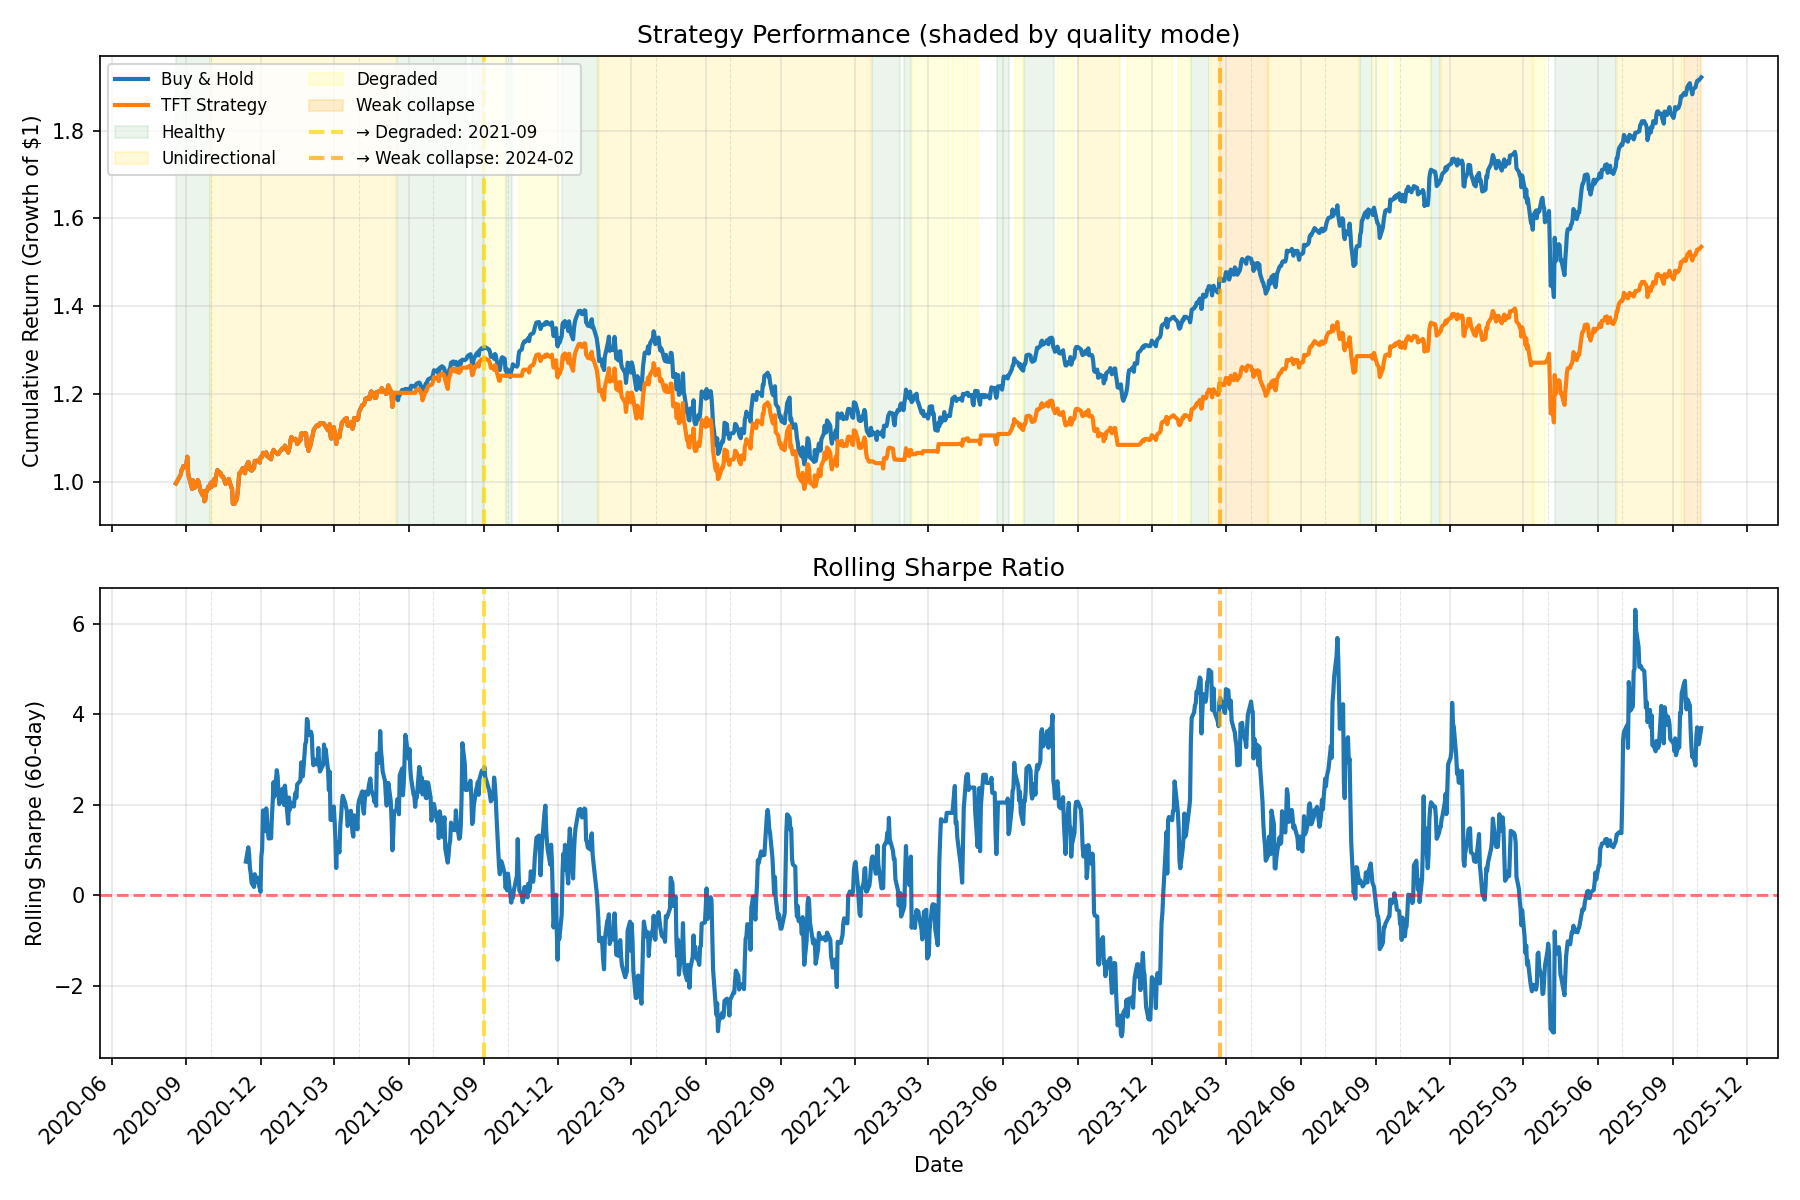 Strategy Performance (shaded by quality mode)
Cumulative Return (Growth of $1)
1.8
1.6
1.4
1.2
1.0
Buy & Hold
TFT Strategy
Healthy
Unidirectional
Degraded
Weak collapse
→ Degraded: 2021-09
→ Weak collapse: 2024-02
Rolling Sharpe Ratio
Rolling Sharpe (60-day)
6
4
2
0
−2
2020-06
2020-09
2020-12
2021-03
2021-06
2021-09
2021-12
2022-03
2022-06
2022-09
2022-12
2023-03
2023-06
2023-09
2023-12
2024-03
2024-06
2024-09
2024-12
2025-03
2025-06
2025-09
2025-12
Date